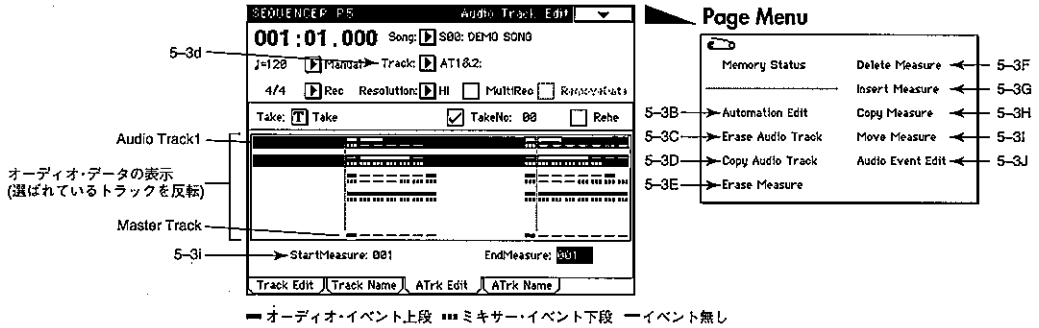 SEQUENCER P5 Audio Track Edit
001:01.000 Song: S00: DEMO SONG
♩=120 Manual Track: AT1&2:
4/4 Rec Resolution: HI MultiRec
Take: T Take TakeNo: 00 Rehe
StartMeasure: 001 EndMeasure: 001
Track Edit Track Name ATrk Edit ATrk Name
5–3d
Audio Track1
オーディオ・データの表示
(選ばれているトラックを反転)
Master Track
5–3i
オーディオ・イベント上段 ミキサー・イベント下段 イベント無し
Page Menu
Memory Status Delete Measure 5–3F
Insert Measure 5–3G
5–3B Automation Edit Copy Measure 5–3H
5–3C Erase Audio Track Move Measure 5–3I
5–3D Copy Audio Track Audio Event Edit 5–3J
5–3E Erase Measure